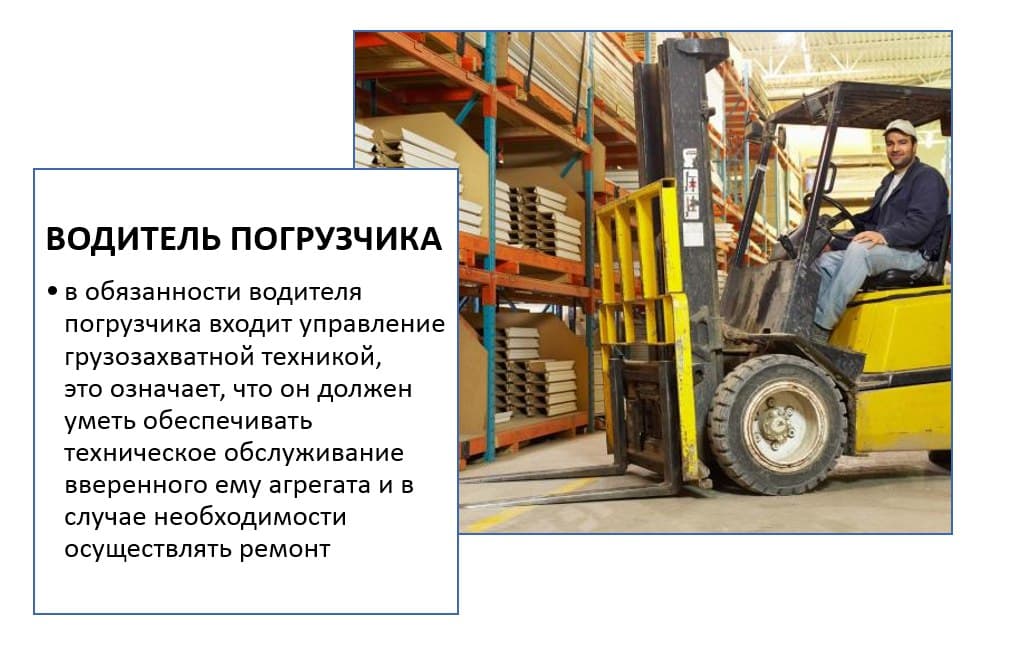 ВОДИТЕЛЬ ПОГРУЗЧИКА
• в обязанности водителя
погрузчика входит управление
грузозахватной техникой,
это означает, что он должен
уметь обеспечивать
техническое обслуживание
вверенного ему агрегата и в
случае необходимости
осуществлять ремонт